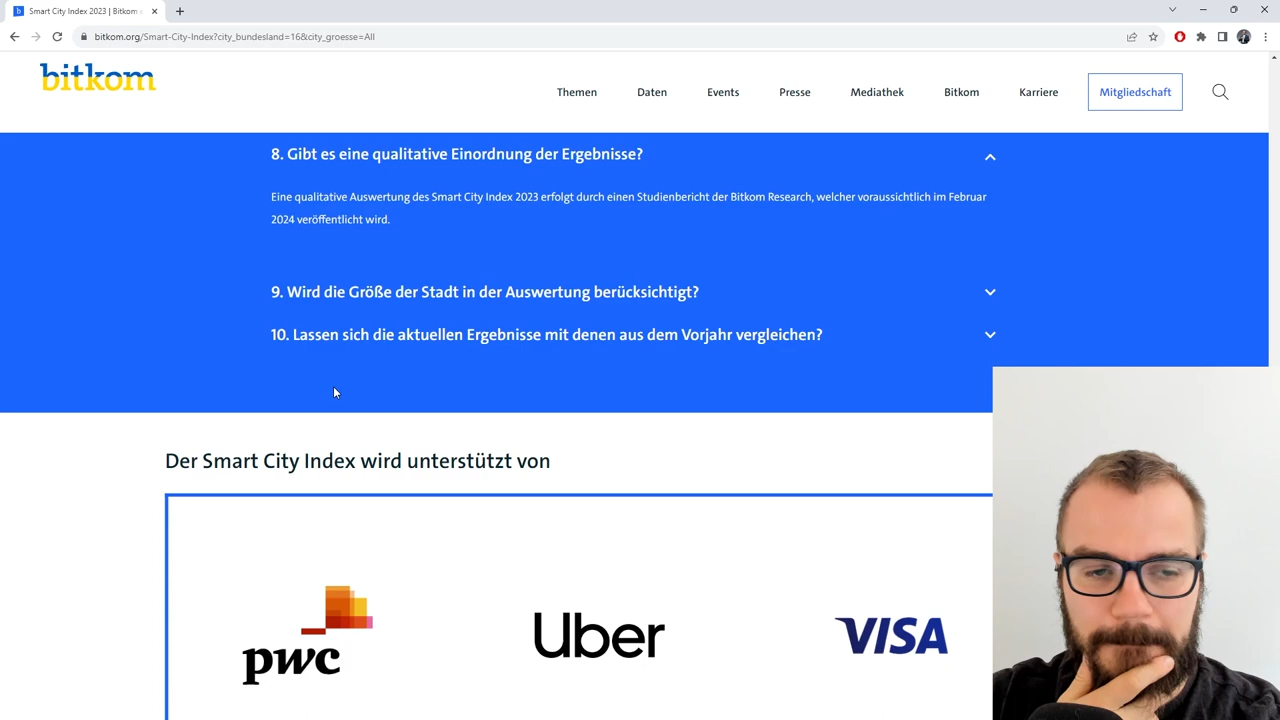 Smart City Index 2023 | Bitkom
bitkom.org/Smart-City-Index?city_bundesland=16&city_groesse=All
bitkom
Themen
Daten
Events
Presse
Mediathek
Bitkom
Karriere
Mitgliedschaft
8. Gibt es eine qualitative Einordnung der Ergebnisse?
Eine qualitative Auswertung des Smart City Index 2023 erfolgt durch einen Studienbericht der Bitkom Research, welcher voraussichtlich im Februar
2024 veröffentlicht wird.
9. Wird die Größe der Stadt in der Auswertung berücksichtigt?
10. Lassen sich die aktuellen Ergebnisse mit denen aus dem Vorjahr vergleichen?
Der Smart City Index wird unterstützt von
pwc
Uber
VISA